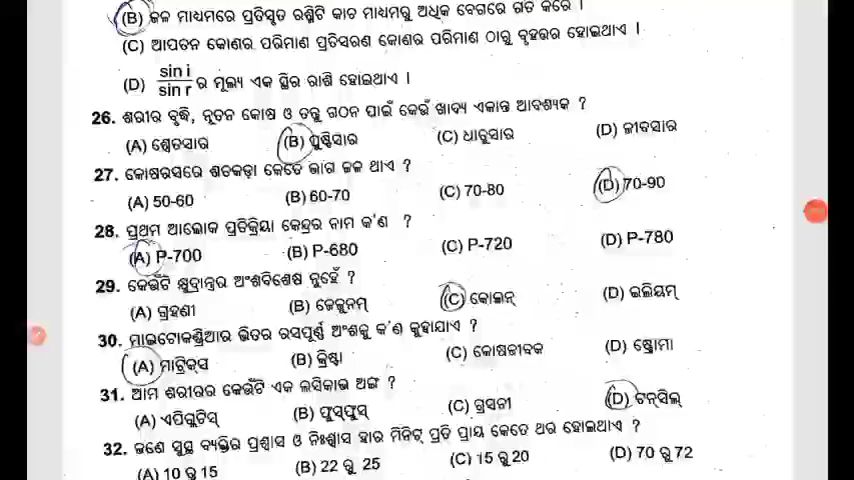 (B) ଜଳ ମାଧ୍ୟମରେ ପ୍ରତିସୃତ ରଶ୍ମିଟି କାଚ ମାଧ୍ୟମରୁ ଅଧିକ ବେଗରେ ଗତି କରେ ।
(C) ଆପତନ କୋଣର ପରିମାଣ ପ୍ରତିସରଣ କୋଣର ପରିମାଣ ଠାରୁ ବୃହତ୍ତର ହୋଇଥାଏ ।
(D) sin i / sin r ର ମୂଲ୍ୟ ଏକ ସ୍ଥିର ରାଶି ହୋଇଥାଏ ।
26. ଶରୀର ବୃଦ୍ଧି, ନୂତନ କୋଷ ଓ ତନ୍ତୁ ଗଠନ ପାଇଁ କେଉଁ ଖାଦ୍ୟ ଏକାନ୍ତ ଆବଶ୍ୟକ ?
(A) ଶ୍ଵେତସାର (B) ପୁଷ୍ଟିସାର (C) ଧାତୁସାର (D) ଜୀବସାର
27. କୋଷରସରେ ଶତକଡ଼ା କେତେ ଭାଗ ଜଳ ଥାଏ ?
(A) 50-60 (B) 60-70 (C) 70-80 (D) 70-90
28. ପ୍ରଥମ ଆଲୋକ ପ୍ରତିକ୍ରିୟା କେନ୍ଦ୍ରର ନାମ କ'ଣ ?
(A) P-700 (B) P-680 (C) P-720 (D) P-780
29. କେଉଁଟି କ୍ଷୁଦ୍ରାନ୍ତ୍ରର ଅଂଶବିଶେଷ ନୁହେଁ ?
(A) ଗ୍ରହଣୀ (B) ଜେଜୁନମ୍ (C) କୋଲନ୍ (D) ଇଲିୟମ୍
30. ମାଇଟୋକଣ୍ଡ୍ରିଆର ଭିତର ରସପୂର୍ଣ୍ଣ ଅଂଶକୁ କ'ଣ କୁହାଯାଏ ?
(A) ମାଟ୍ରିକ୍‌ସ (B) କ୍ରିଷ୍ଟା (C) କୋଷଜୀବକ (D) ଷ୍ଟ୍ରୋମା
31. ଆମ ଶରୀରର କେଉଁଟି ଏକ ଲସିକାଭ ଅଙ୍ଗ ?
(A) ଏପିଗ୍ଲଟିସ୍ (B) ଫୁସ୍‌ଫୁସ୍ (C) ଗ୍ରସନୀ (D) ଟନ୍‌ସିଲ୍
32. ଜଣେ ସୁସ୍ଥ ବ୍ୟକ୍ତିର ପ୍ରଶ୍ଵାସ ଓ ନିଃଶ୍ଵାସ ହାର ମିନିଟ୍ ପ୍ରତି ପ୍ରାୟ କେତେ ଥର ହୋଇଥାଏ ?
(A) 10 ରୁ 15 (B) 22 ରୁ 25 (C) 15 ରୁ 20 (D) 70 ରୁ 72